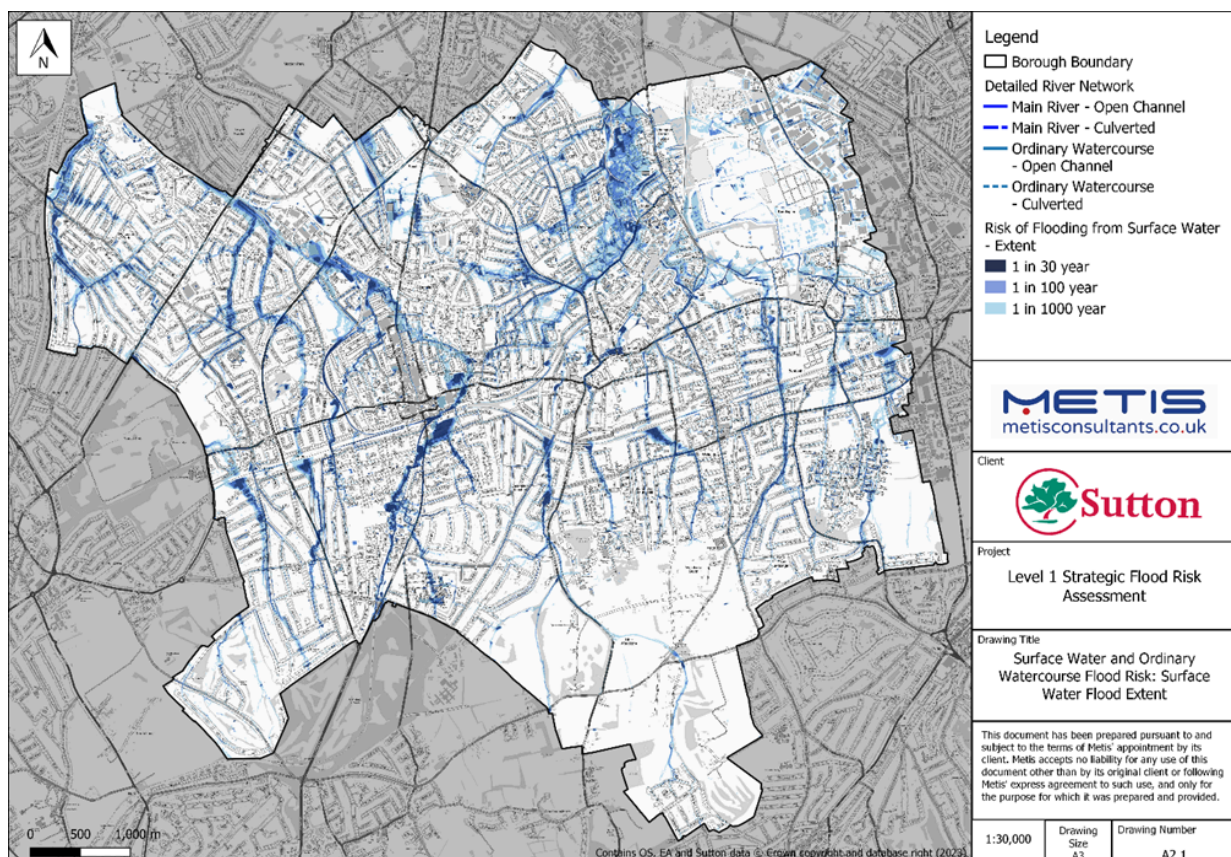 N
0 500 1,000 m
Contains OS, EA and Sutton data © Crown copyright and database right (2023)
Legend
Borough Boundary
Detailed River Network
Main River - Open Channel
Main River - Culverted
Ordinary Watercourse
- Open Channel
Ordinary Watercourse
- Culverted
Risk of Flooding from Surface Water
- Extent
1 in 30 year
1 in 100 year
1 in 1000 year
METIS
metisconsultants.co.uk
Client
Sutton
Project
Level 1 Strategic Flood Risk
Assessment
Drawing Title
Surface Water and Ordinary
Watercourse Flood Risk: Surface
Water Flood Extent
This document has been prepared pursuant to and
subject to the terms of Metis' appointment by its
client. Metis accepts no liability for any use of this
document other than by its original client or following
Metis' express agreement to such use, and only for
the purpose for which it was prepared and provided.
1:30,000
Drawing
Size
A3
Drawing Number
A2.1